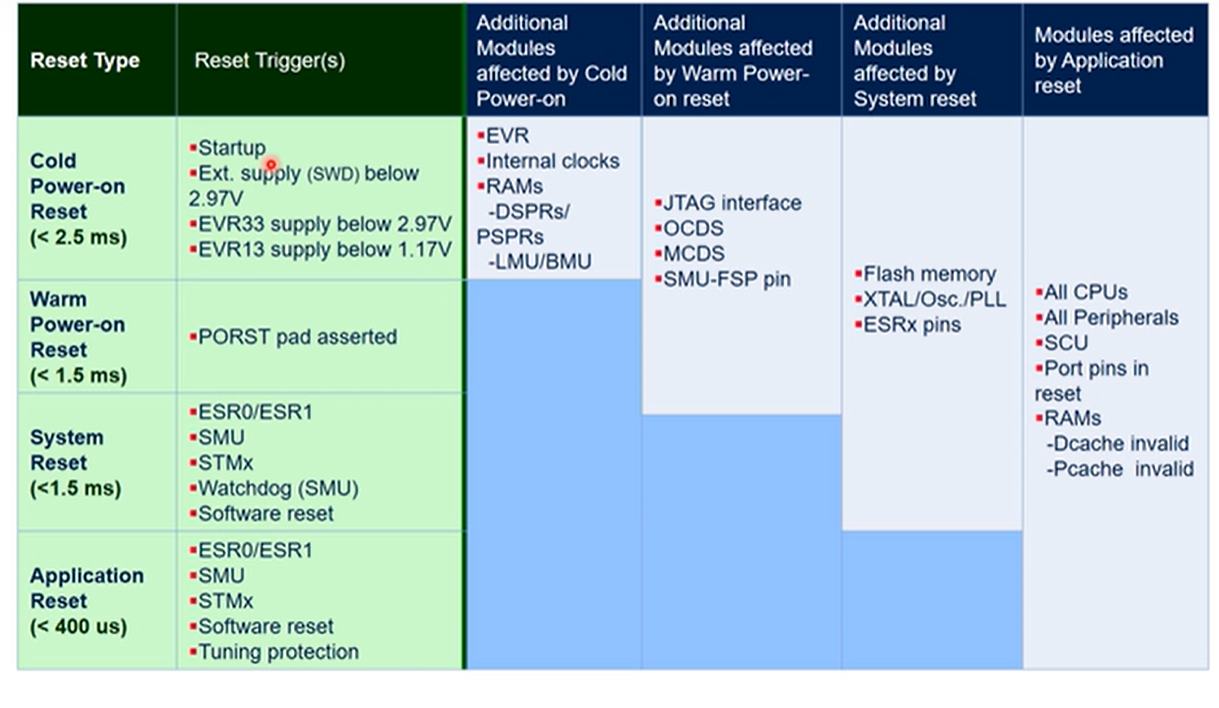 Reset Type
Reset Trigger(s)
Additional
Modules
affected by Cold
Power-on
Additional
Modules affected
by Warm Power-
on reset
Additional
Modules
affected by
System reset
Modules affected
by Application
reset
Cold
Power-on
Reset
(< 2.5 ms)
▪Startup
▪Ext. supply (SWD) below
2.97V
▪EVR33 supply below 2.97V
▪EVR13 supply below 1.17V
▪EVR
▪Internal clocks
▪RAMs
-DSPRs/
PSPRs
-LMU/BMU
▪JTAG interface
▪OCDS
▪MCDS
▪SMU-FSP pin
▪Flash memory
▪XTAL/Osc./PLL
▪ESRx pins
▪All CPUs
▪All Peripherals
▪SCU
▪Port pins in
reset
▪RAMs
-Dcache invalid
-Pcache invalid
Warm
Power-on
Reset
(< 1.5 ms)
▪PORST pad asserted
System
Reset
(<1.5 ms)
▪ESR0/ESR1
▪SMU
▪STMx
▪Watchdog (SMU)
▪Software reset
Application
Reset
(< 400 us)
▪ESR0/ESR1
▪SMU
▪STMx
▪Software reset
▪Tuning protection